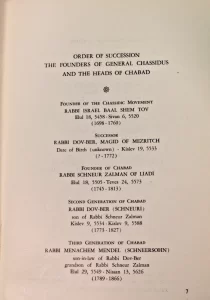 ORDER OF SUCCESSION
THE FOUNDERS OF GENERAL CHASSIDUS
AND THE HEADS OF CHABAD
FOUNDER OF THE CHASSIDIC MOVEMENT
RABBI ISRAEL BAAL SHEM TOV
Elul 18, 5458 - Sivan 6, 5520
(1698-1760)
SUCCESSOR
RABBI DOV-BER, MAGID OF MEZRITCH
Date of Birth (unknown) - Kislev 19, 5533
(?-1772)
FOUNDER OF CHABAD
RABBI SCHNEUR ZALMAN OF LIADI
Elul 18, 5505 - Tevet 24, 5573
(1745-1813)
SECOND GENERATION OF CHABAD
RABBI DOV-BER (SCHNEURI)
son of Rabbi Schneur Zalman
Kislev 9, 5534 - Kislev 9, 5588
(1773-1827)
THIRD GENERATION OF CHABAD
RABBI MENACHEM MENDEL (SCHNEERSOHN)
son-in-law of Rabbi Dov-Ber
grandson of Rabbi Schneur Zalman
Elul 29, 5549 - Nissan 13, 5626
(1789-1866)
7